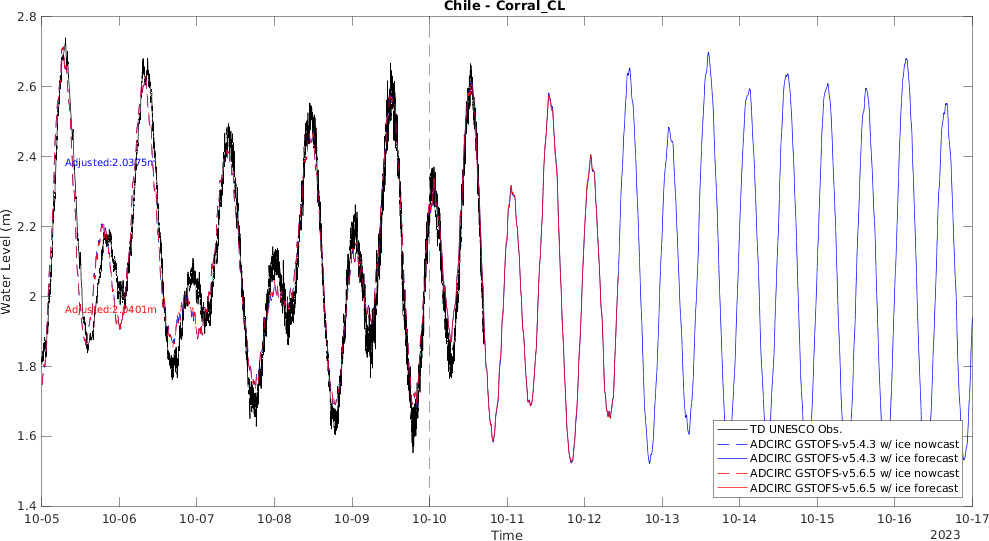 Chile - Corral_CL
2.8
2.6
2.4
2.2
2
1.8
1.6
1.4
Water Level (m)
Adjusted:2.0375m
Adjusted:2.0401m
TD UNESCO Obs.
ADCIRC GSTOFS-v5.4.3 w/ ice nowcast
ADCIRC GSTOFS-v5.4.3 w/ ice forecast
ADCIRC GSTOFS-v5.6.5 w/ ice nowcast
ADCIRC GSTOFS-v5.6.5 w/ ice forecast
10-05 10-06 10-07 10-08 10-09 10-10 10-11 10-12 10-13 10-14 10-15 10-16 10-17
Time
2023